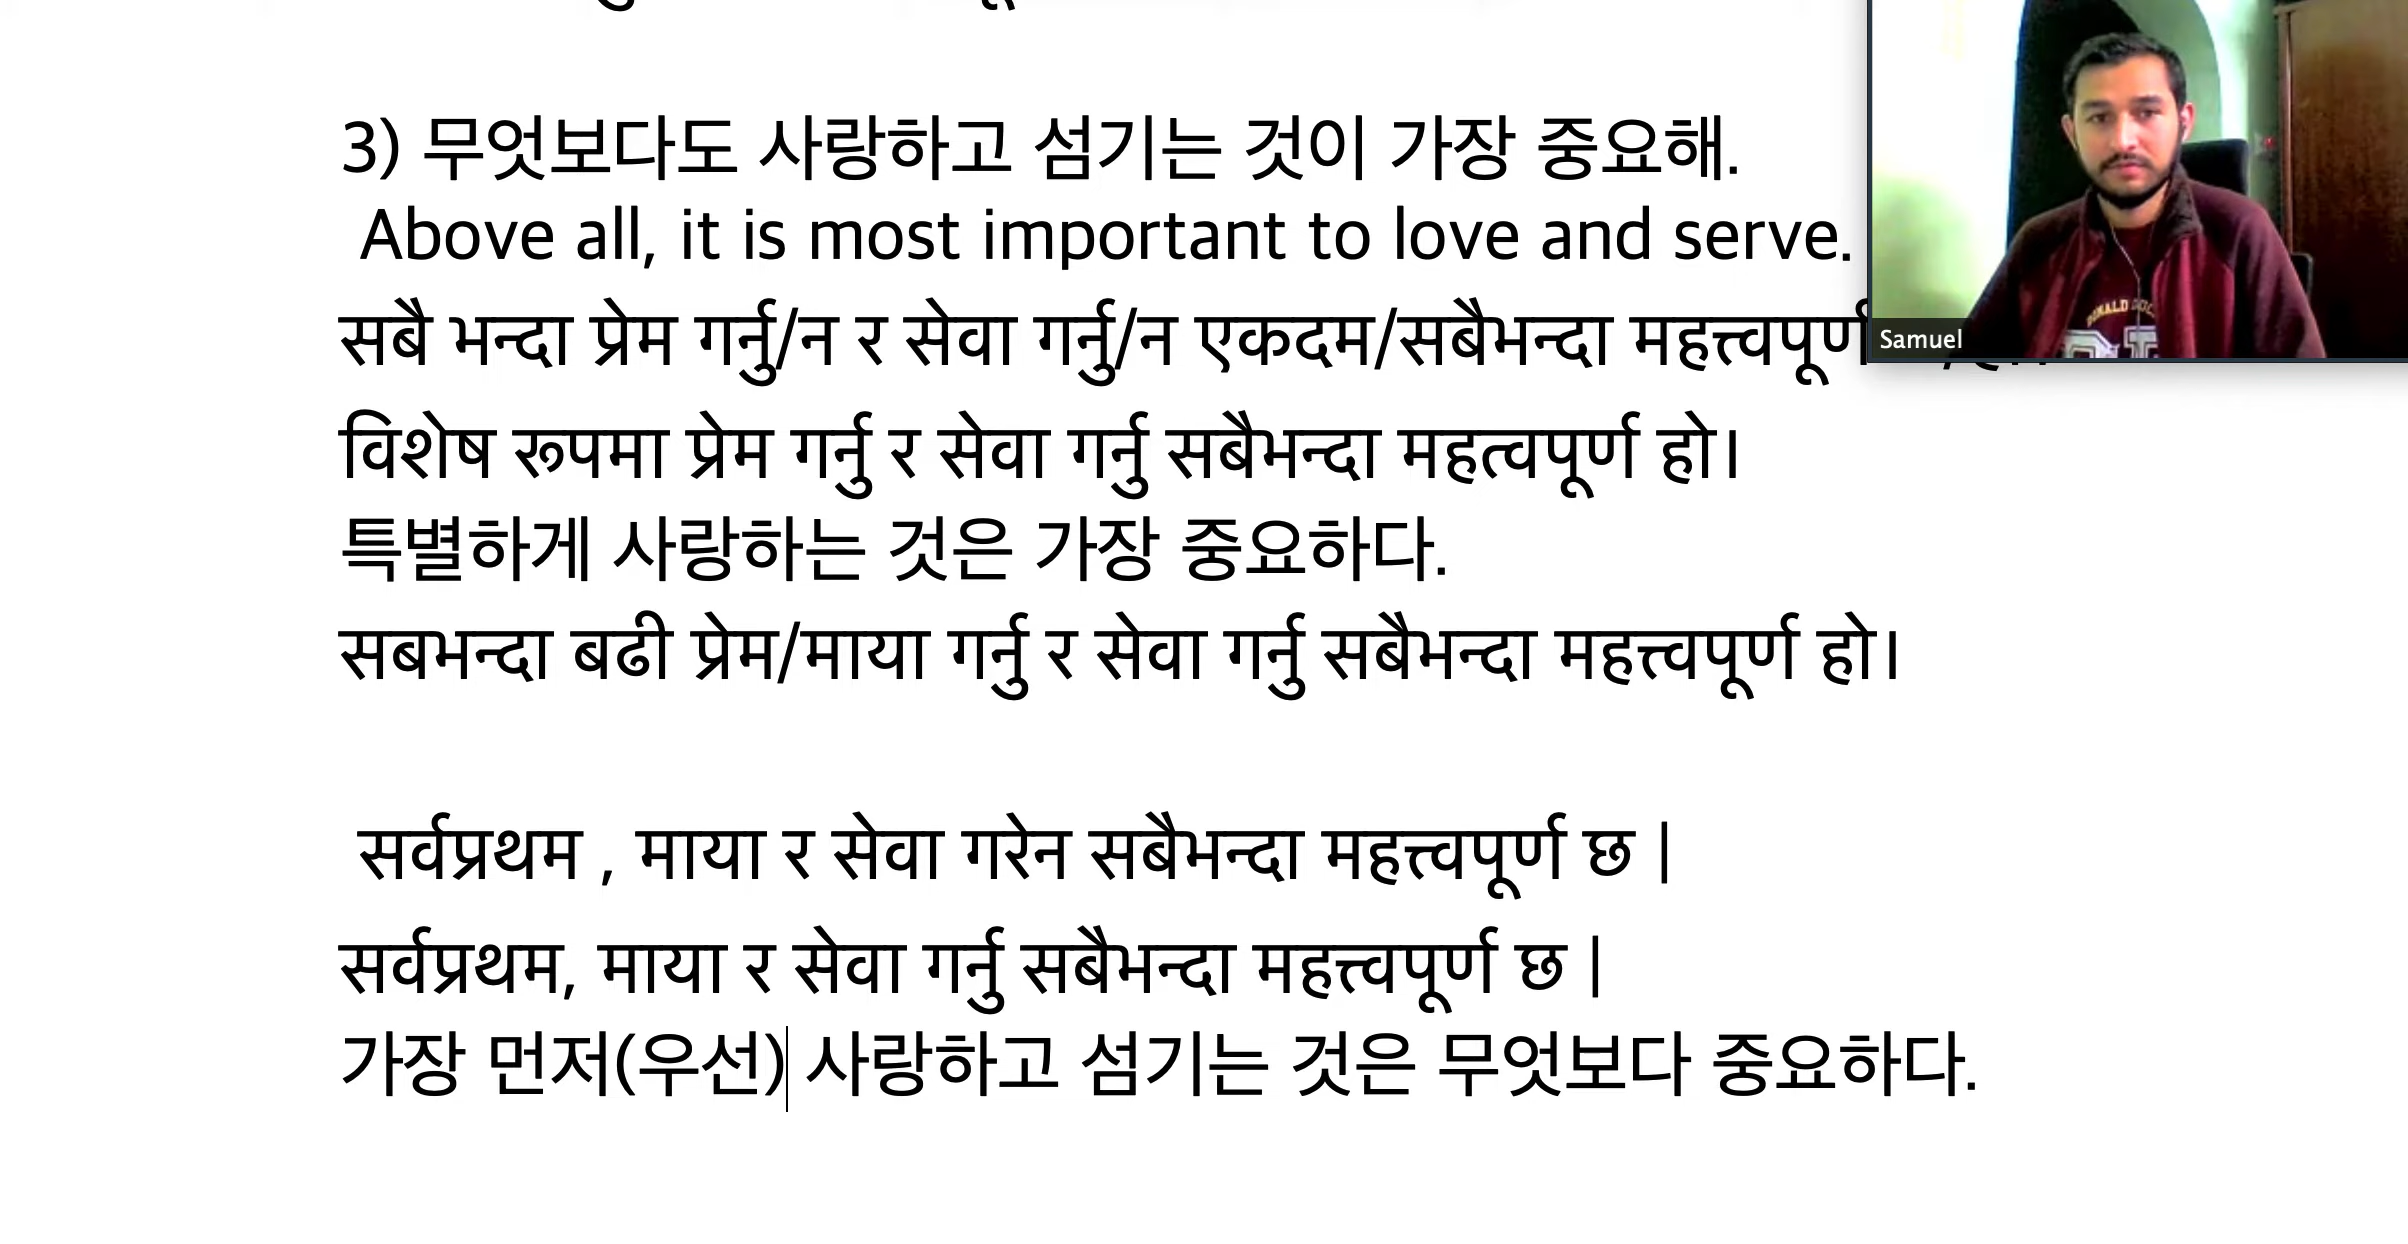 3) 무엇보다도 사랑하고 섬기는 것이 가장 중요해.
Above all, it is most important to love and serve.
सबै भन्दा प्रेम गर्नु/न र सेवा गर्नु/न एकदम/सबैभन्दा महत्त्वपूर्ण
विशेष रूपमा प्रेम गर्नु र सेवा गर्नु सबैभन्दा महत्वपूर्ण हो।
특별하게 사랑하는 것은 가장 중요하다.
सबभन्दा बढी प्रेम/माया गर्नु र सेवा गर्नु सबैभन्दा महत्त्वपूर्ण हो।
सर्वप्रथम , माया र सेवा गरेन सबैभन्दा महत्त्वपूर्ण छ |
सर्वप्रथम, माया र सेवा गर्नु सबैभन्दा महत्त्वपूर्ण छ |
가장 먼저(우선) 사랑하고 섬기는 것은 무엇보다 중요하다.
Samuel